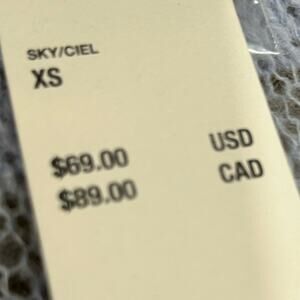 SKY/CIEL
XS
$69.00 USD
$89.00 CAD